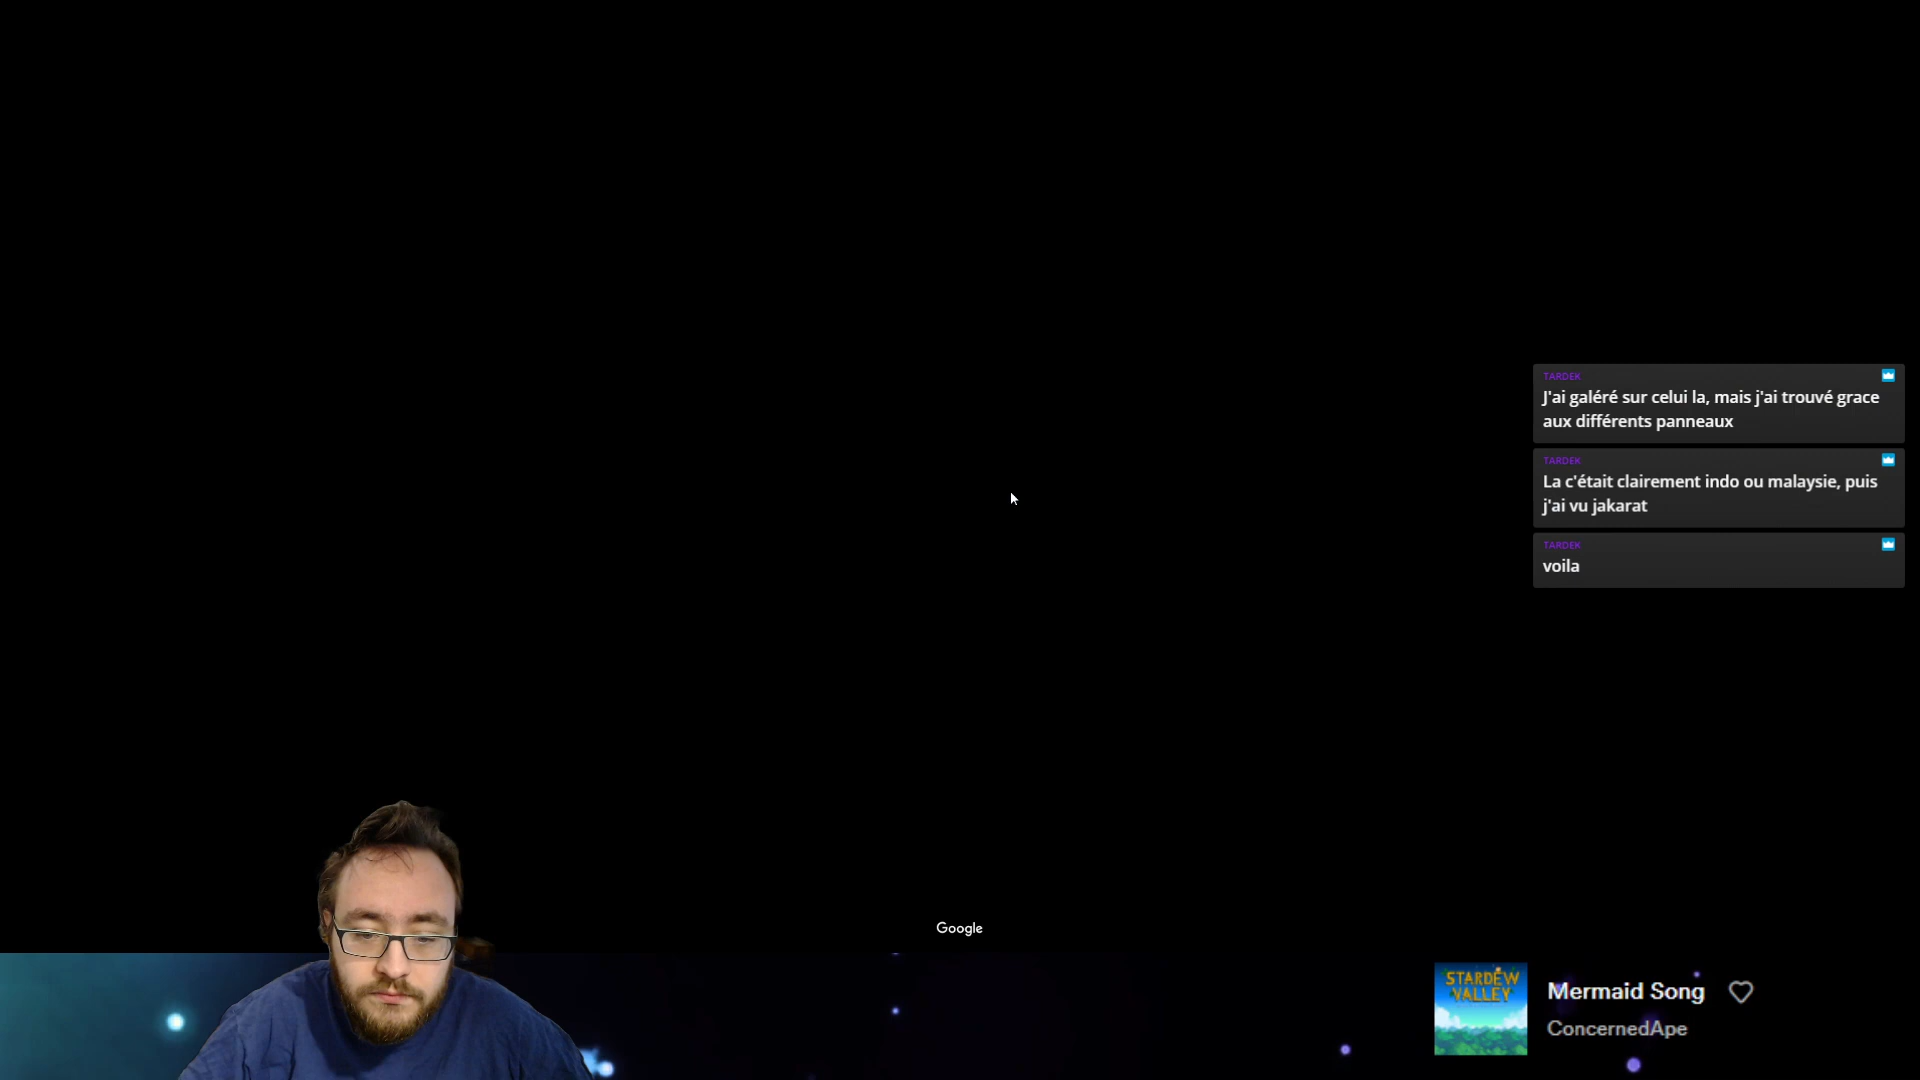 TARDEK
J'ai galéré sur celui la, mais j'ai trouvé grace
aux différents panneaux
TARDEK
La c'était clairement indo ou malaysie, puis
j'ai vu jakarat
TARDEK
voila
Google
STARDEW
VALLEY
Mermaid Song
ConcernedApe